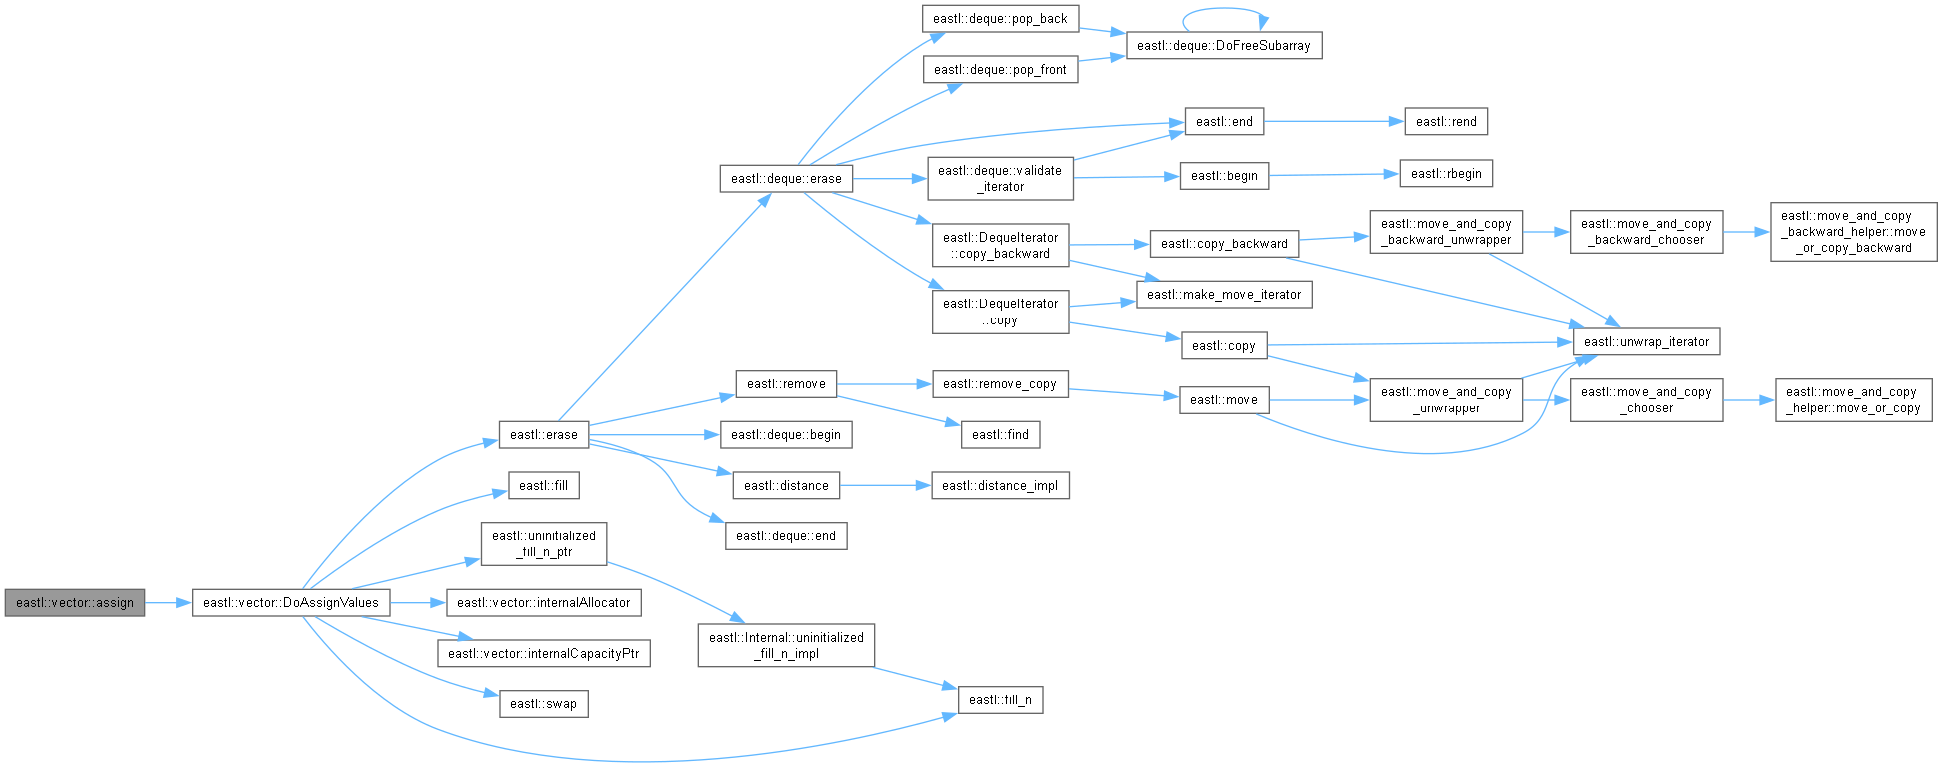 eastl::deque::pop_back
eastl::deque::DoFreeSubarray
eastl::deque::pop_front
eastl::end
eastl::rend
eastl::deque::erase
eastl::deque::validate
_iterator
eastl::begin
eastl::rbegin
eastl::DequeIterator
::copy_backward
eastl::copy_backward
eastl::move_and_copy
_backward_unwrapper
eastl::move_and_copy
_backward_chooser
eastl::move_and_copy
_backward_helper::move
_or_copy_backward
eastl::DequeIterator
::copy
eastl::make_move_iterator
eastl::copy
eastl::unwrap_iterator
eastl::remove
eastl::remove_copy
eastl::move
eastl::move_and_copy
_unwrapper
eastl::move_and_copy
_chooser
eastl::move_and_copy
_helper::move_or_copy
eastl::erase
eastl::deque::begin
eastl::find
eastl::fill
eastl::distance
eastl::distance_impl
eastl::uninitialized
_fill_n_ptr
eastl::deque::end
eastl::vector::assign
eastl::vector::DoAssignValues
eastl::vector::internalAllocator
eastl::vector::internalCapacityPtr
eastl::Internal::uninitialized
_fill_n_impl
eastl::swap
eastl::fill_n